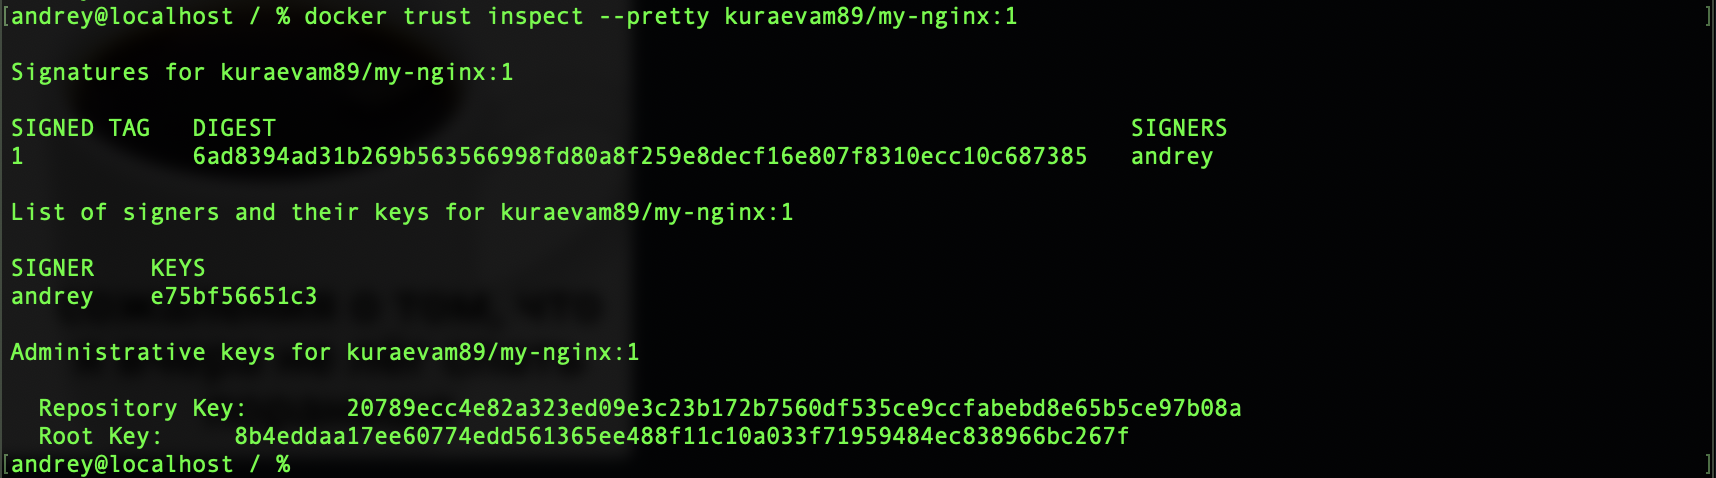 [andrey@localhost / % docker trust inspect --pretty kuraevam89/my-nginx:1 ]
Signatures for kuraevam89/my-nginx:1
SIGNED TAG   DIGEST                                                             SIGNERS
1            6ad8394ad31b269b563566998fd80a8f259e8decf16e807f8310ecc10c687385   andrey
List of signers and their keys for kuraevam89/my-nginx:1
SIGNER    KEYS
andrey    e75bf56651c3
Administrative keys for kuraevam89/my-nginx:1
  Repository Key:       20789ecc4e82a323ed09e3c23b172b7560df535ce9ccfabebd8e65b5ce97b08a
  Root Key:     8b4eddaa17ee60774edd561365ee488f11c10a033f71959484ec838966bc267f
[andrey@localhost / % ]